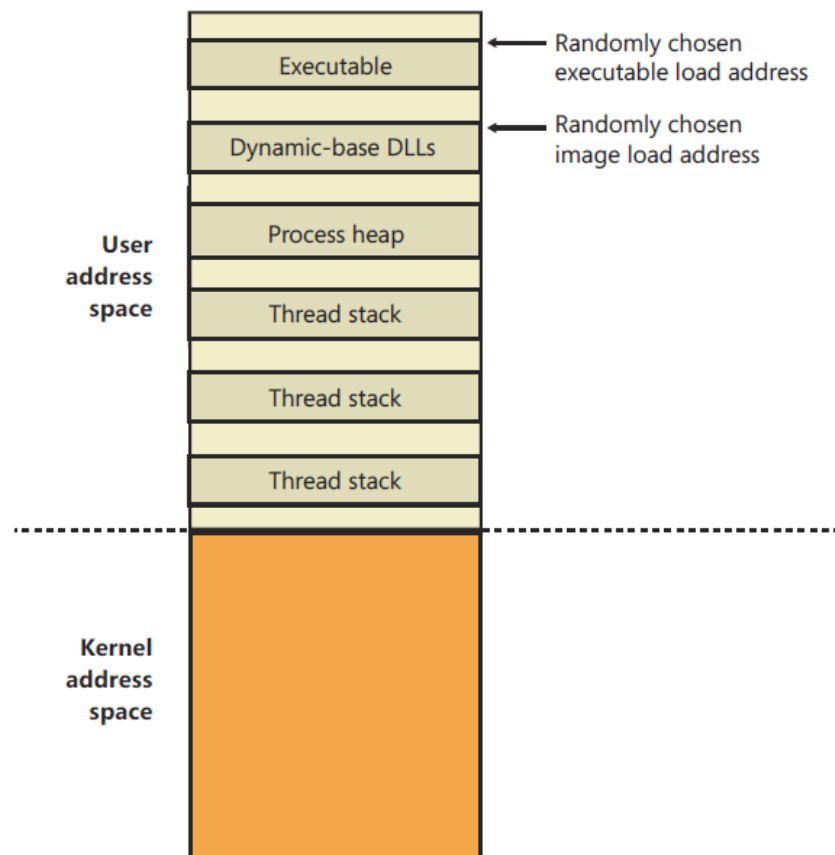 Randomly chosen
executable load address
Executable
Randomly chosen
image load address
Dynamic-base DLLs
Process heap
User
address
space
Thread stack
Thread stack
Thread stack
Kernel
address
space